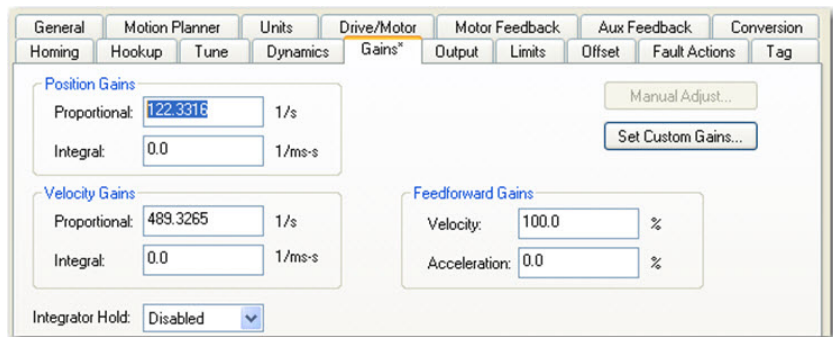 General Motion Planner Units Drive/Motor Motor Feedback Aux Feedback Conversion
Homing Hookup Tune Dynamics Gains* Output Limits Offset Fault Actions Tag
Position Gains
Proportional: 122.3316 1/s
Manual Adjust...
Integral: 0.0 1/ms-s
Set Custom Gains...
Velocity Gains
Feedforward Gains
Proportional: 489.3265 1/s
Velocity: 100.0 %
Integral: 0.0 1/ms-s
Acceleration: 0.0 %
Integrator Hold: Disabled